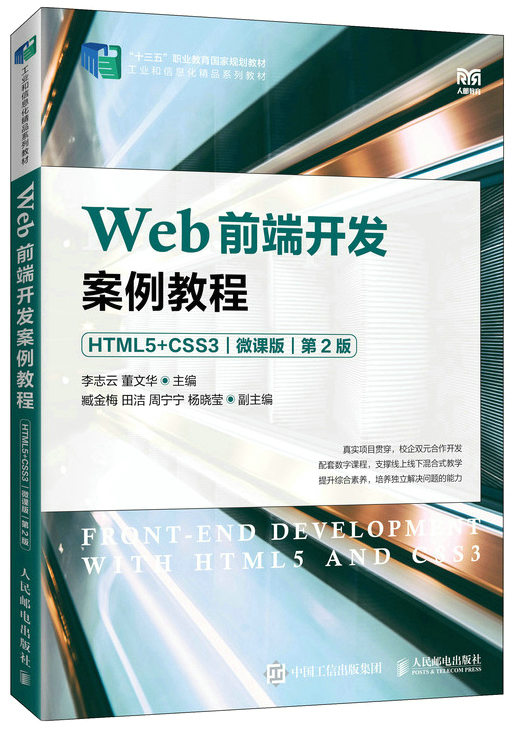 "十三五"职业教育国家规划教材
工业和信息化精品系列教材
人邮教育
Web前端开发
案例教程
HTML5+CSS3|微课版|第2版
李志云 董文华 主编
臧金梅 田洁 周宁宁 杨晓莹 副主编
真实项目贯穿，校企双元合作开发
配套数字课程，支撑线上线下混合式教学
提升综合素养，培养独立解决问题的能力
FRONT-END DEVELOPMENT
WITH HTML5 AND CSS3
中国工信出版集团
人民邮电出版社
POSTS & TELECOM PRESS
工业和信息化精品系列教材
Web前端开发案例教程
HTML5+CSS3|微课版|第2版
人民邮电出版社